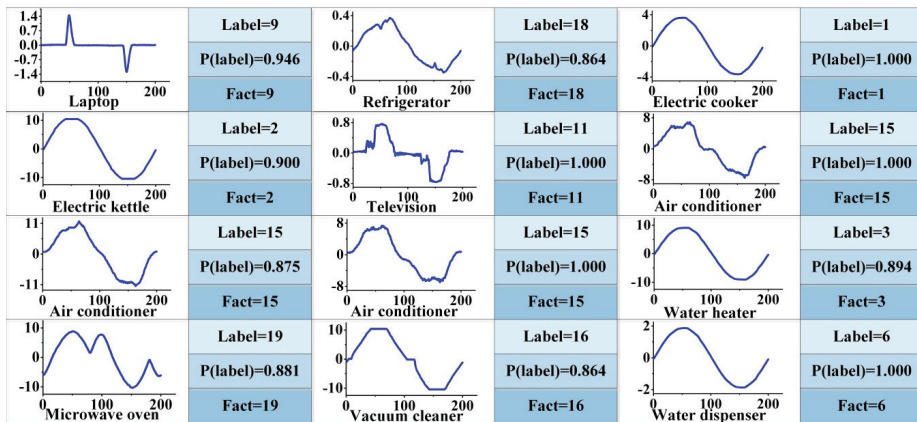 1.4
0.7
0.0
-0.7
-1.4
0 100 200
Laptop
Label=9
P(label)=0.946
Fact=9
0.4
0.0
-0.4
0 100 200
Refrigerator
Label=18
P(label)=0.864
Fact=18
4
0
-4
0 100 200
Electric cooker
Label=1
P(label)=1.000
Fact=1
10
0
-10
0 100 200
Electric kettle
Label=2
P(label)=0.900
Fact=2
0.8
0.0
-0.8
0 100 200
Television
Label=11
P(label)=1.000
Fact=11
8
0
-8
0 100 200
Air conditioner
Label=15
P(label)=1.000
Fact=15
11
0
-11
0 100 200
Air conditioner
Label=15
P(label)=0.875
Fact=15
8
0
-8
0 100 200
Air conditioner
Label=15
P(label)=1.000
Fact=15
10
0
-10
0 100 200
Water heater
Label=3
P(label)=0.894
Fact=3
10
0
-10
0 100 200
Microwave oven
Label=19
P(label)=0.881
Fact=19
10
0
-10
0 100 200
Vacuum cleaner
Label=16
P(label)=0.864
Fact=16
2
0
2
0 100 200
Water dispenser
Label=6
P(label)=1.000
Fact=6